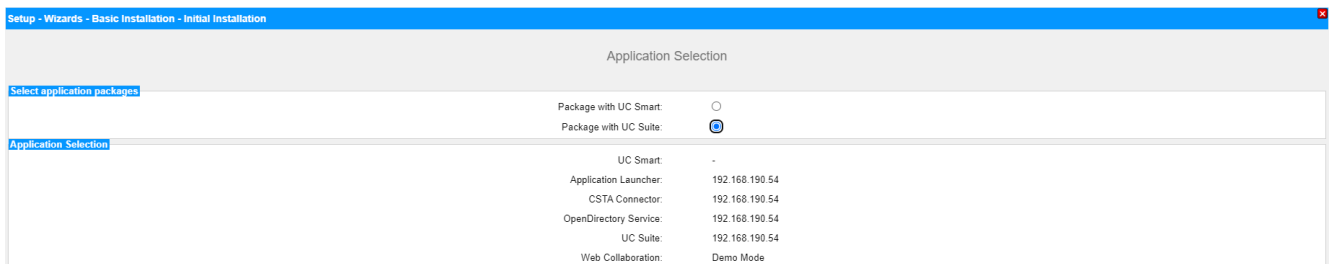 Setup - Wizards - Basic Installation - Initial Installation
Application Selection
Select application packages
Package with UC Smart:
Package with UC Suite:
Application Selection
UC Smart: -
Application Launcher: 192.168.190.54
CSTA Connector: 192.168.190.54
OpenDirectory Service: 192.168.190.54
UC Suite: 192.168.190.54
Web Collaboration: Demo Mode